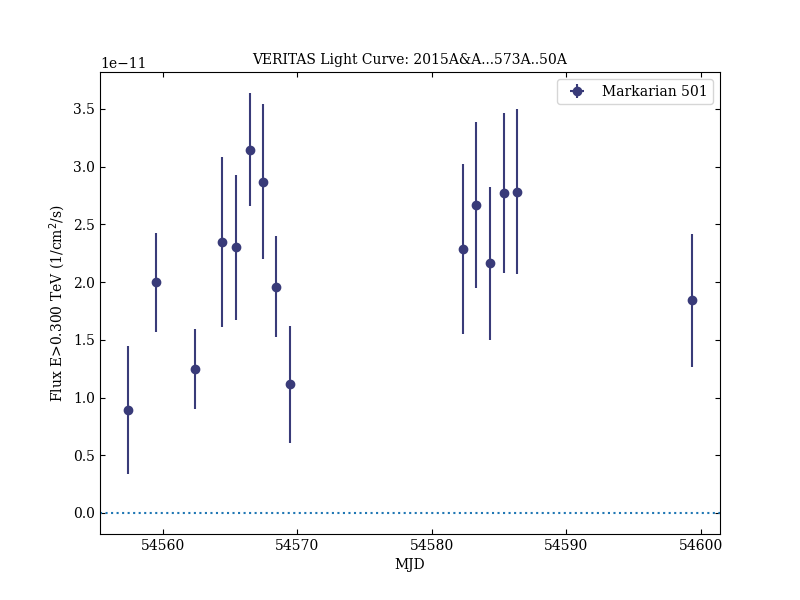 VERITAS Light Curve: 2015A&A...573A..50A
1e−11
Markarian 501
3.5
3.0
2.5
2.0
1.5
1.0
0.5
0.0
Flux E>0.300 TeV (1/cm²/s)
54560 54570 54580 54590 54600
MJD